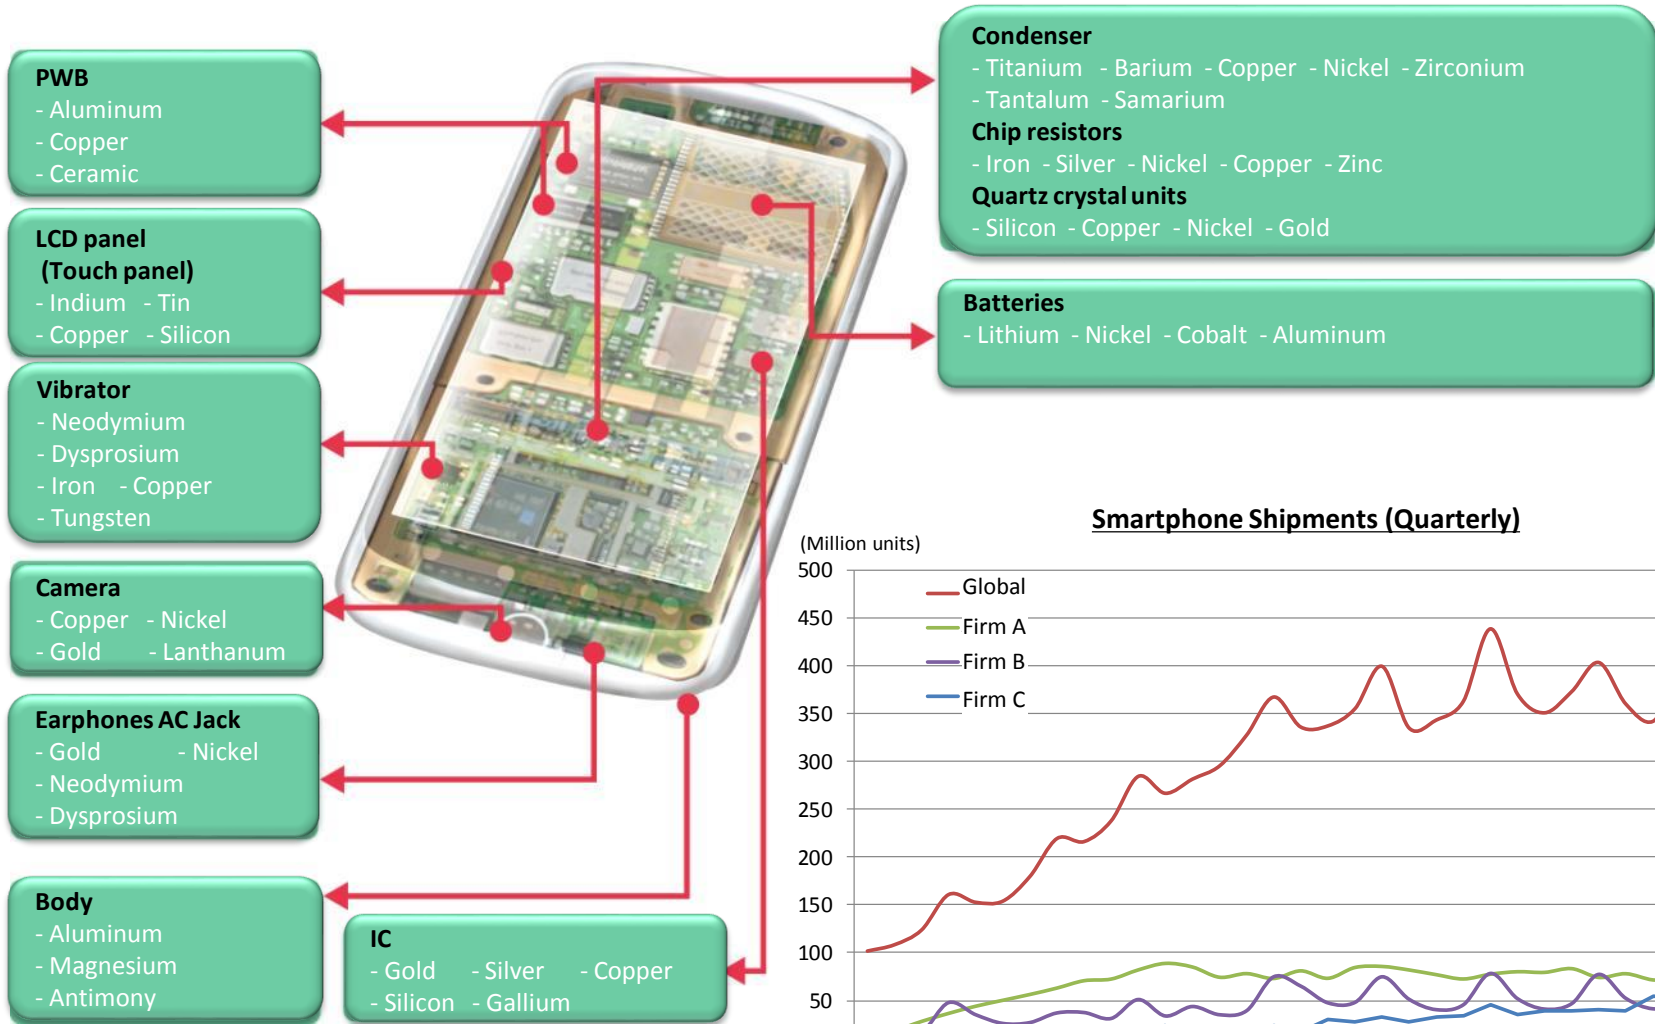 PWB
- Aluminum
- Copper
- Ceramic
LCD panel
(Touch panel)
- Indium - Tin
- Copper - Silicon
Vibrator
- Neodymium
- Dysprosium
- Iron - Copper
- Tungsten
Camera
- Copper - Nickel
- Gold - Lanthanum
Earphones AC Jack
- Gold - Nickel
- Neodymium
- Dysprosium
Body
- Aluminum
- Magnesium
- Antimony
IC
- Gold - Silver - Copper
- Silicon - Gallium
Condenser
- Titanium - Barium - Copper - Nickel - Zirconium
- Tantalum - Samarium
Chip resistors
- Iron - Silver - Nickel - Copper - Zinc
Quartz crystal units
- Silicon - Copper - Nickel - Gold
Batteries
- Lithium - Nickel - Cobalt - Aluminum
Smartphone Shipments (Quarterly)
(Million units)
500
450
400
350
300
250
200
150
100
50
Global
Firm A
Firm B
Firm C